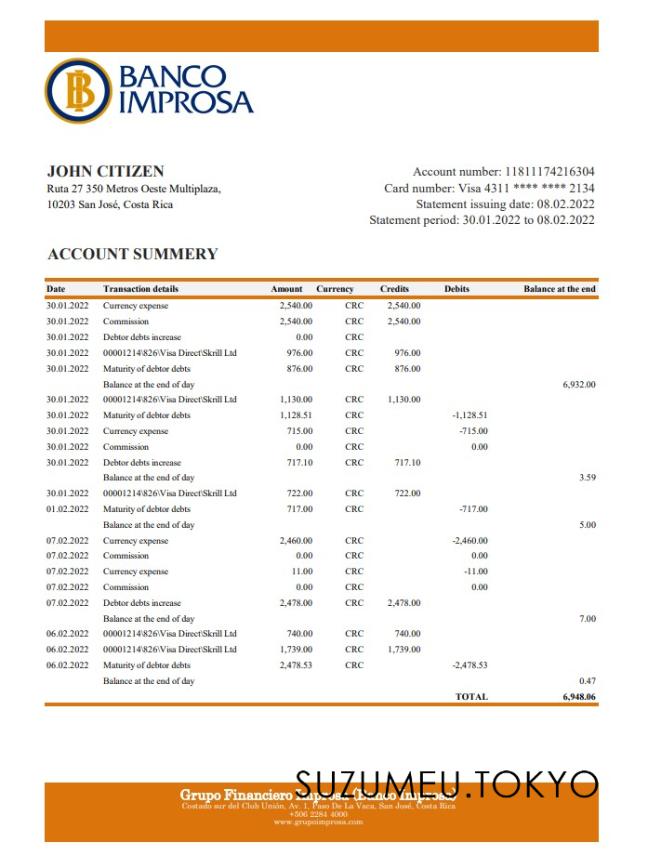 BANCO
IMPROSA
JOHN CITIZEN
Ruta 27 350 Metros Oeste Multiplaza,
10203 San José, Costa Rica
Account number: 11811174216304
Card number: Visa 4311 **** **** 2134
Statement issuing date: 08.02.2022
Statement period: 30.01.2022 to 08.02.2022
ACCOUNT SUMMERY
Date Transaction details Amount Currency Credits Debits Balance at the end
30.01.2022 Currency expense 2,540.00 CRC 2,540.00
30.01.2022 Commission 2,540.00 CRC 2,540.00
30.01.2022 Debtor debts increase 0.00 CRC
30.01.2022 00001214\826\Visa Direct\Skrill Ltd 976.00 CRC 976.00
30.01.2022 Maturity of debtor debts 876.00 CRC 876.00
Balance at the end of day 6,932.00
30.01.2022 00001214\826\Visa Direct\Skrill Ltd 1,130.00 CRC 1,130.00
30.01.2022 Maturity of debtor debts 1,128.51 CRC -1,128.51
30.01.2022 Currency expense 715.00 CRC -715.00
30.01.2022 Commission 0.00 CRC 0.00
30.01.2022 Debtor debts increase 717.10 CRC 717.10
Balance at the end of day 3.59
30.01.2022 00001214\826\Visa Direct\Skrill Ltd 722.00 CRC 722.00
01.02.2022 Maturity of debtor debts 717.00 CRC -717.00
Balance at the end of day 5.00
07.02.2022 Currency expense 2,460.00 CRC -2,460.00
07.02.2022 Commission 0.00 CRC 0.00
07.02.2022 Currency expense 11.00 CRC -11.00
07.02.2022 Commission 0.00 CRC 0.00
07.02.2022 Debtor debts increase 2,478.00 CRC 2,478.00
Balance at the end of day 7.00
06.02.2022 00001214\826\Visa Direct\Skrill Ltd 740.00 CRC 740.00
06.02.2022 00001214\826\Visa Direct\Skrill Ltd 1,739.00 CRC 1,739.00
06.02.2022 Maturity of debtor debts 2,478.53 CRC -2,478.53
Balance at the end of day 0.47
TOTAL 6,948.06
SUZUMEU.TOKYO
Grupo Financiero Improsa (Banco Improsa)
Costado sur del Club Unión, Av. 1, Paso De La Vaca, San José, Costa Rica
+506 2284 4000
www.grupoimprosa.com